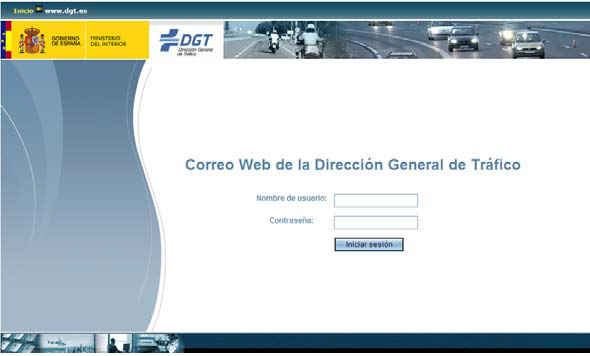 Inicio www.dgt.es
GOBIERNO
DE ESPAÑA
MINISTERIO
DEL INTERIOR
DGT
Dirección General
de Tráfico
Correo Web de la Dirección General de Tráfico
Nombre de usuario:
Contraseña:
Iniciar sesión